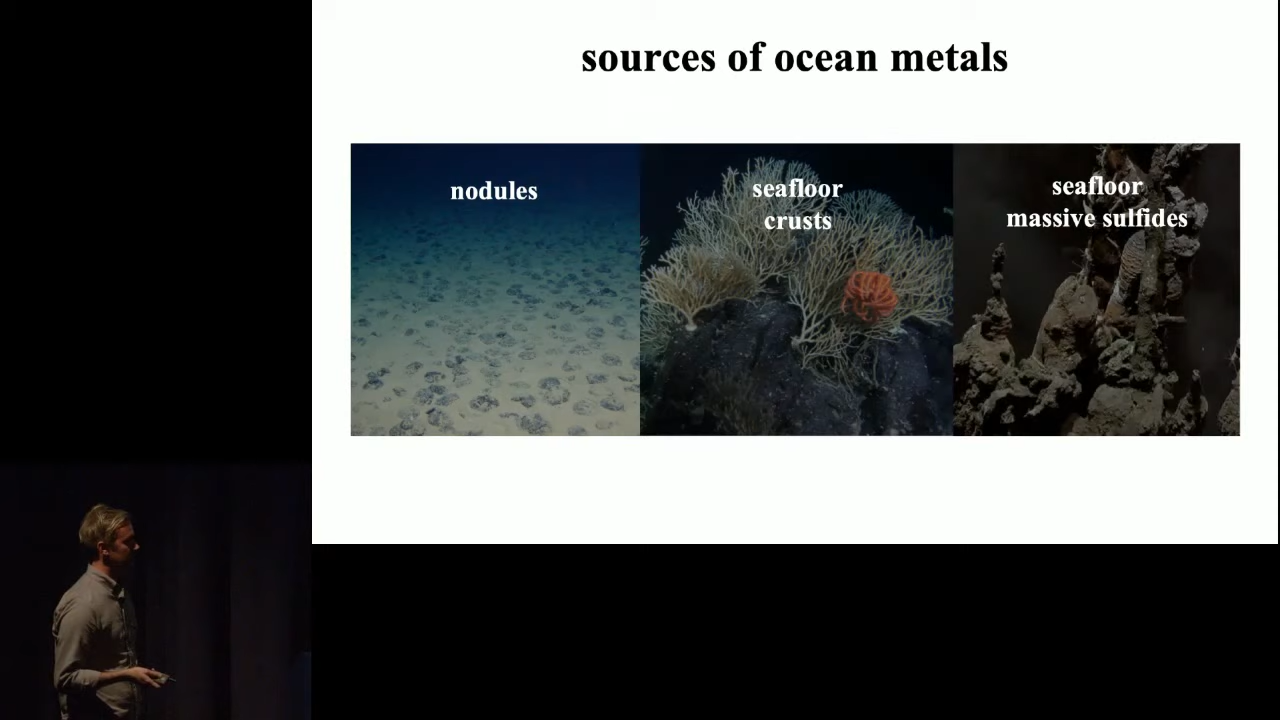 sources of ocean metals
nodules
seafloor
crusts
seafloor
massive sulfides